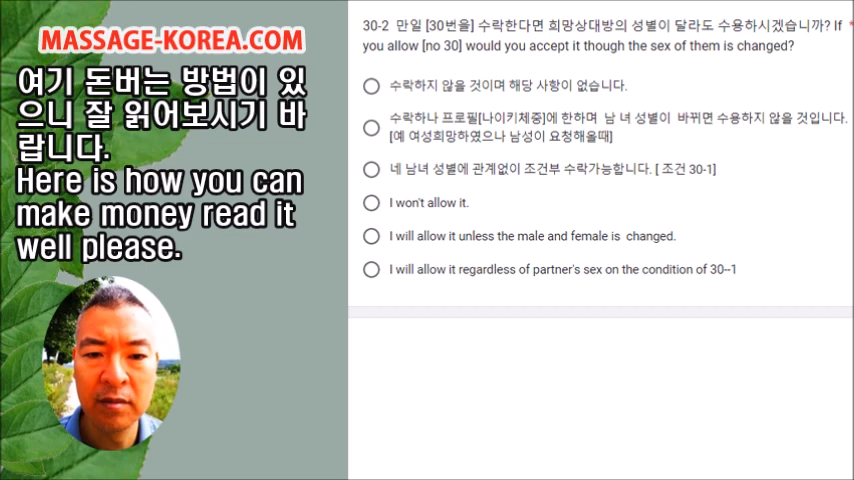 MASSAGE-KOREA.COM
여기 돈버는 방법이 있
으니 잘 읽어보시기 바
랍니다.
Here is how you can
make money read it
well please.
30-2 만일 [30번을] 수락한다면 희망상대방의 성별이 달라도 수용하시겠습니까? If *
you allow [no 30] would you accept it though the sex of them is changed?
수락하지 않을 것이며 해당 사항이 없습니다.
수락하나 프로필[나이키체중]에 한하며 남 녀 성별이 바뀌면 수용하지 않을 것입니다.
[예 여성희망하였으나 남성이 요청해올때]
네 남녀 성별에 관계없이 조건부 수락가능합니다. [ 조건 30-1]
I won't allow it.
I will allow it unless the male and female is changed.
I will allow it regardless of partner's sex on the condition of 30--1